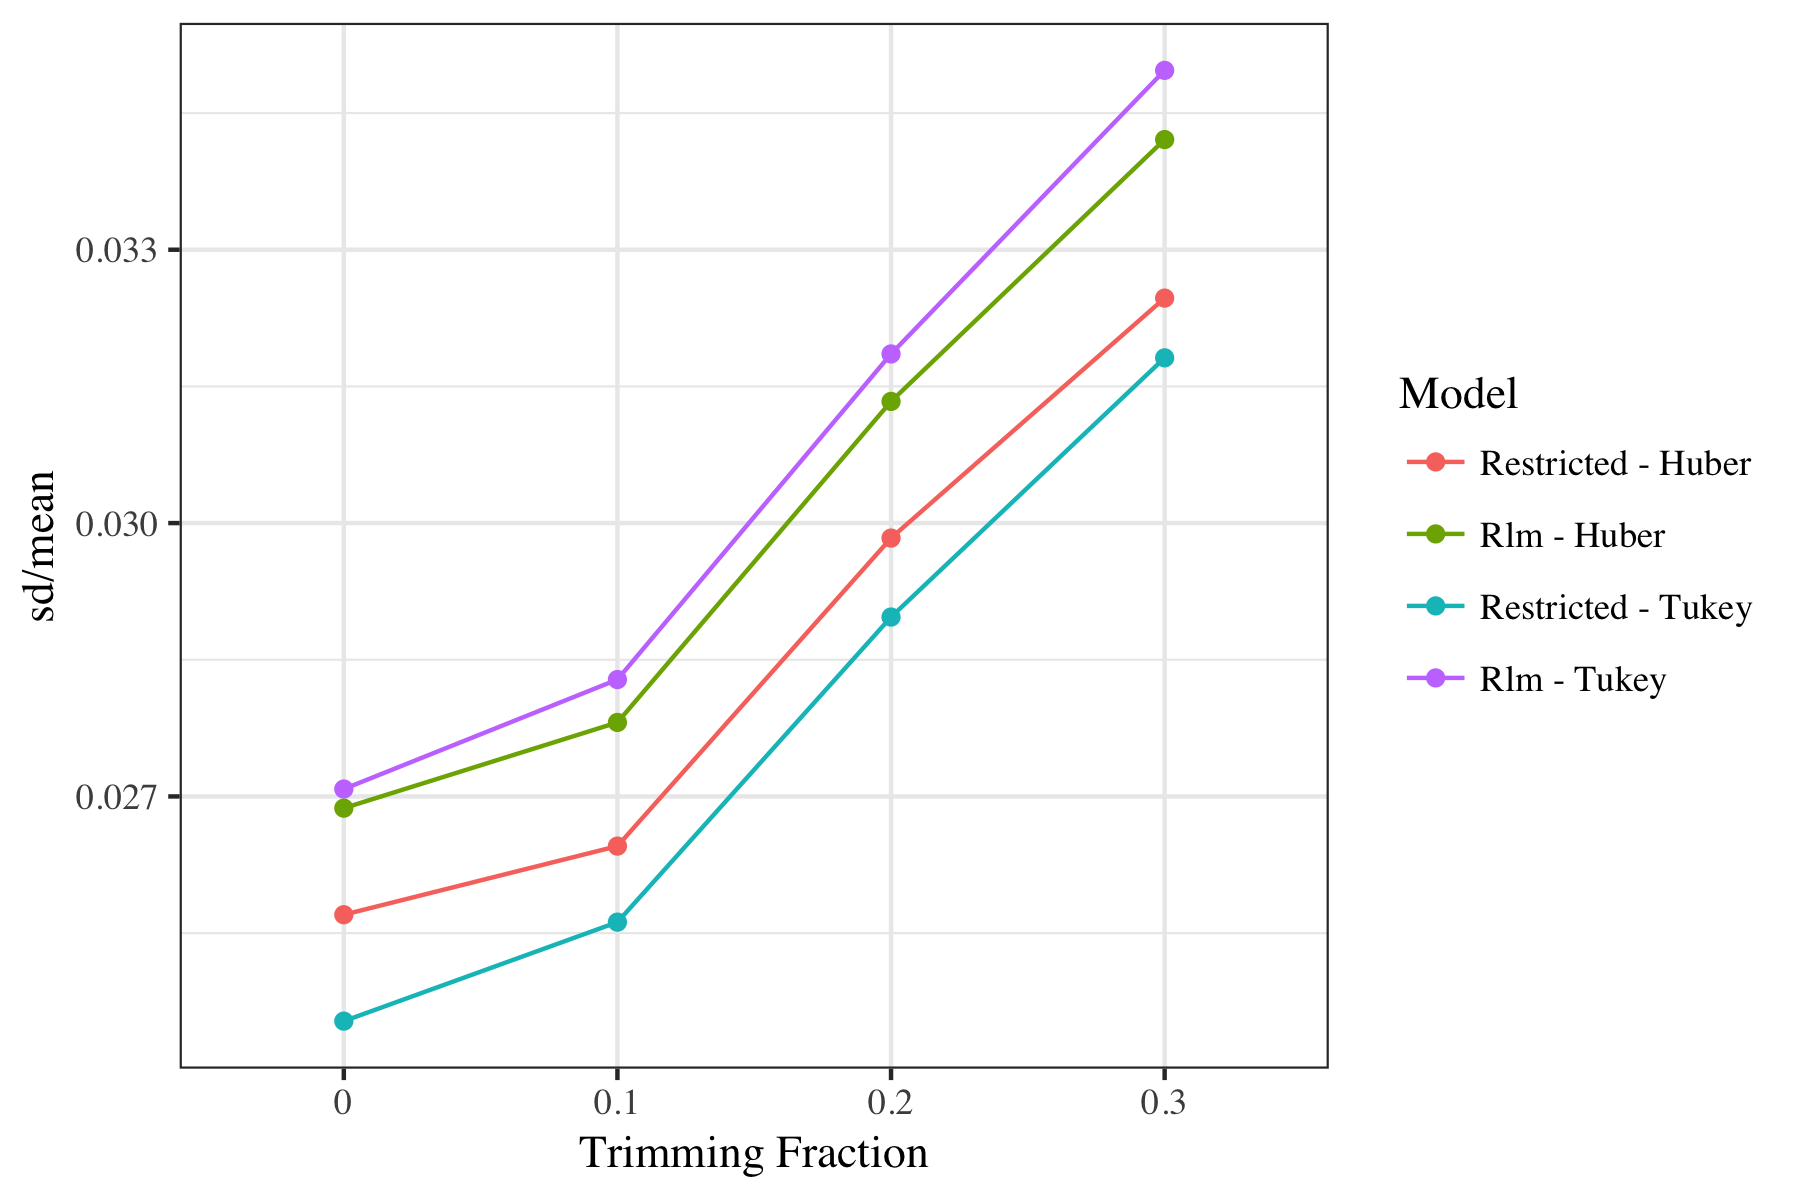 0.033
0.030
0.027
sd/mean
0
0.1
0.2
0.3
Trimming Fraction
Model
Restricted - Huber
Rlm - Huber
Restricted - Tukey
Rlm - Tukey